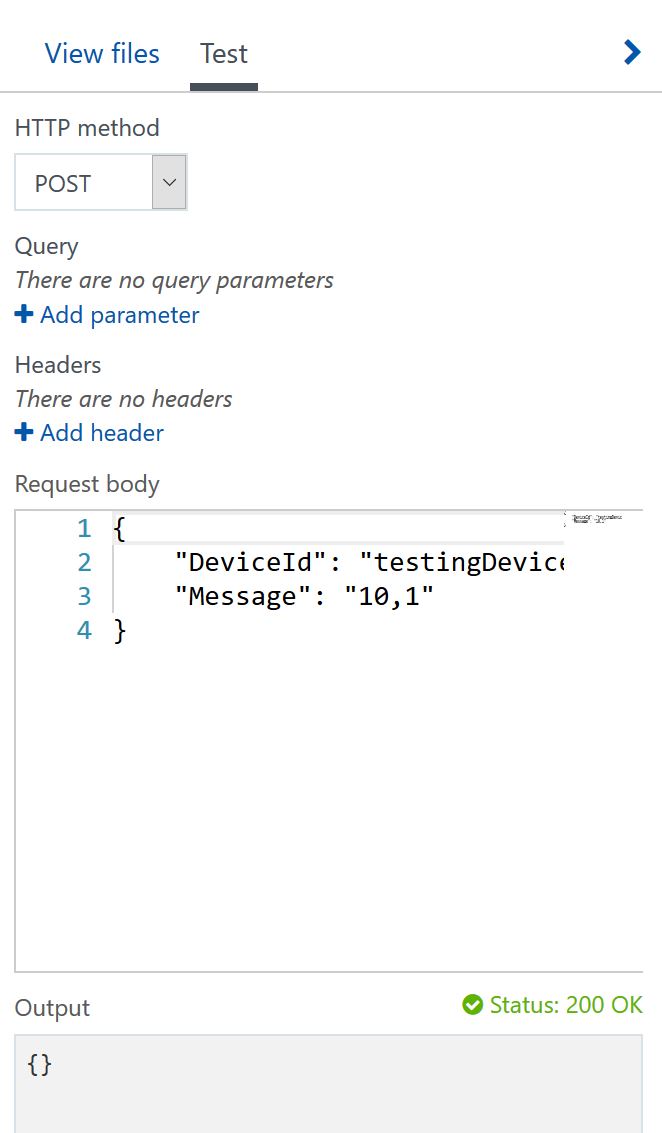 View files
Test
HTTP method
POST
Query
There are no query parameters
Add parameter
Headers
There are no headers
Add header
Request body
1 {
2 "DeviceId": "testingDevice
3 "Message": "10,1"
4 }
Output
Status: 200 OK
{}